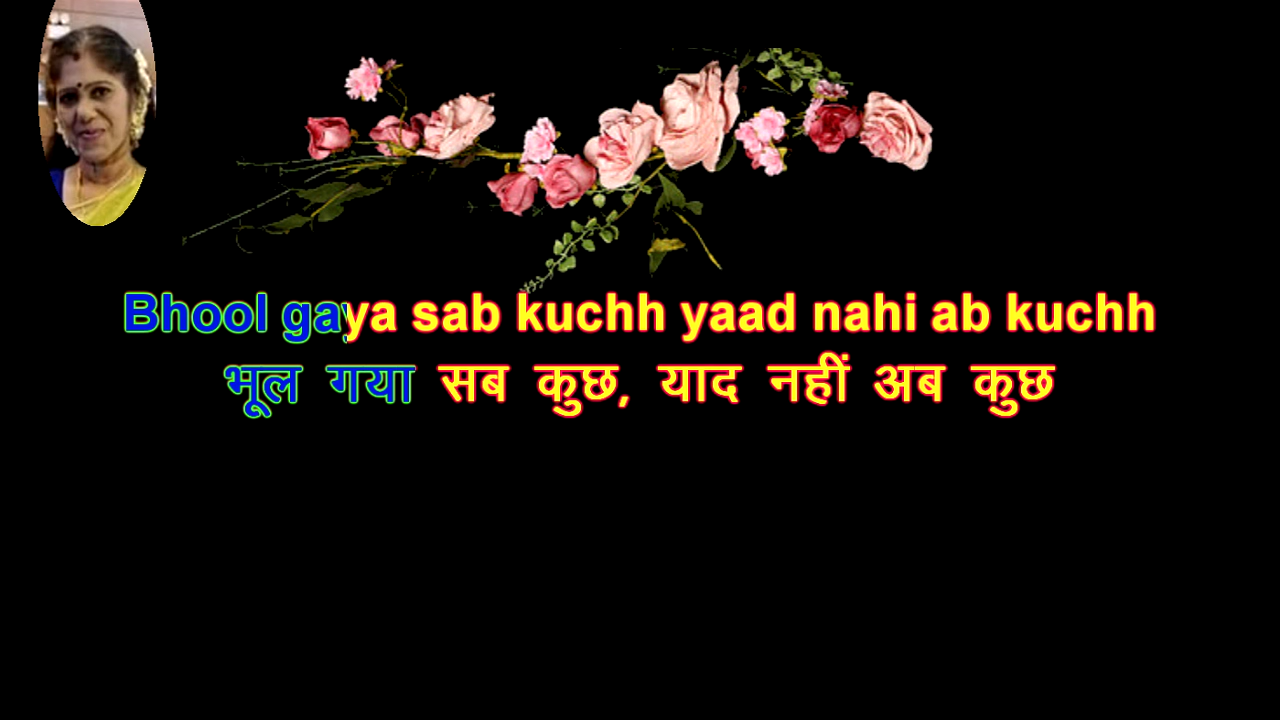 Bhool gaya sab kuchh yaad nahi ab kuchh
भूल गया सब कुछ, याद नहीं अब कुछ